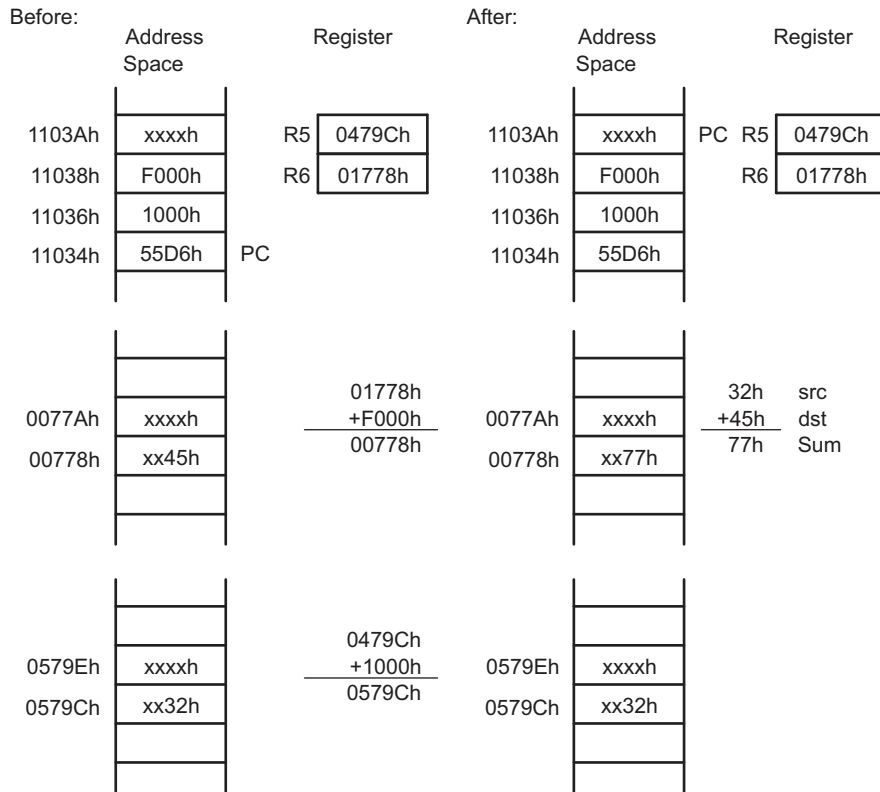 Before:
Address Space
Register
1103Ah xxxxh R5 0479Ch
11038h F000h R6 01778h
11036h 1000h
11034h 55D6h PC
01778h
0077Ah xxxxh +F000h
00778h xx45h 00778h
0479Ch
0579Eh xxxxh +1000h
0579Ch xx32h 0579Ch
After:
Address Space
Register
1103Ah xxxxh PC R5 0479Ch
11038h F000h R6 01778h
11036h 1000h
11034h 55D6h
32h src
0077Ah xxxxh +45h dst
00778h xx77h 77h Sum
0579Eh xxxxh
0579Ch xx32h